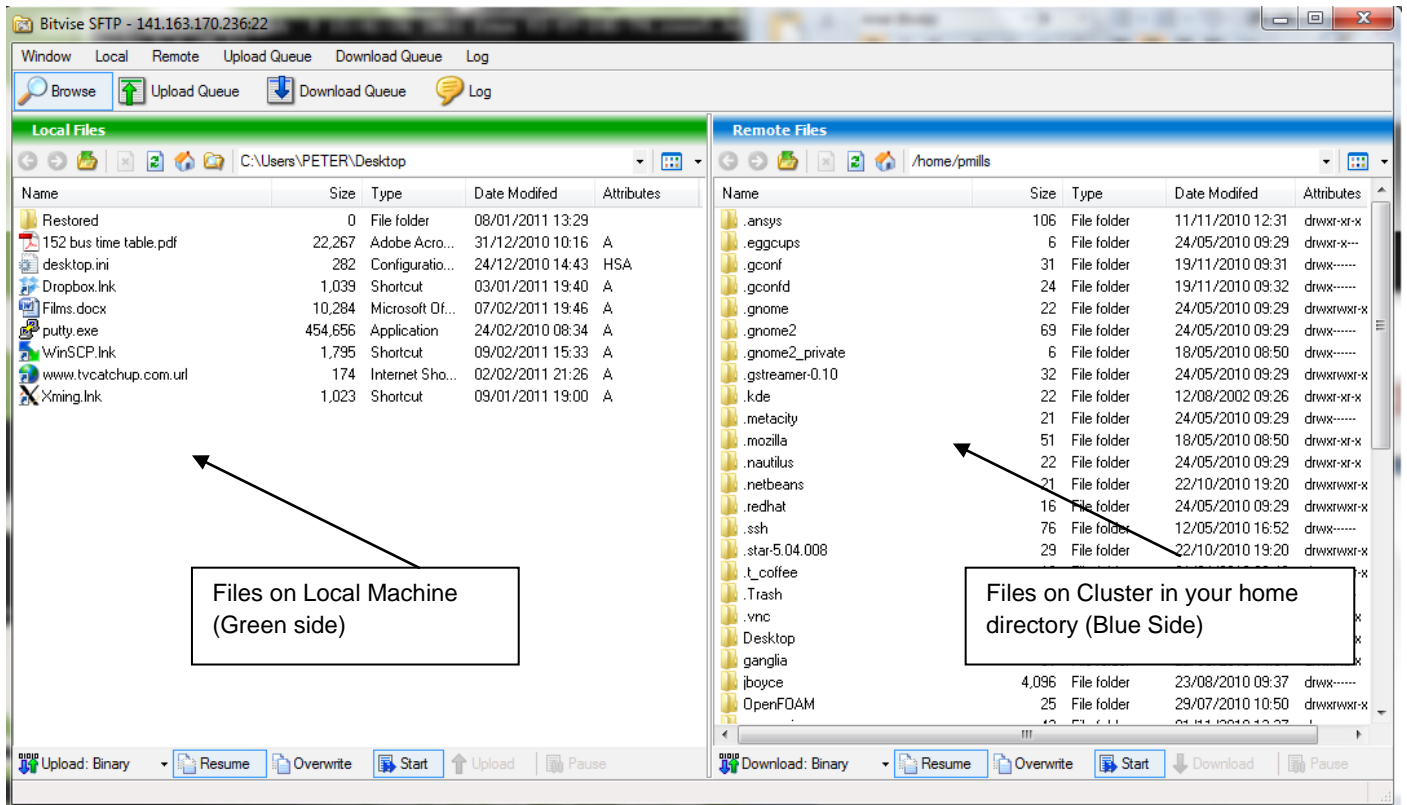 Bitvise SFTP - 141.163.170.236:22
Window Local Remote Upload Queue Download Queue Log
Browse Upload Queue Download Queue Log
Local Files
C:\Users\PETER\Desktop
Name Size Type Date Modifed Attributes
Restored 0 File folder 08/01/2011 13:29
152 bus time table.pdf 22,267 Adobe Acro... 31/12/2010 10:16 A
desktop.ini 282 Configuratio... 24/12/2010 14:43 HSA
Dropbox.lnk 1,039 Shortcut 03/01/2011 19:40 A
Films.docx 10,284 Microsoft Of... 07/02/2011 19:46 A
putty.exe 454,656 Application 24/02/2010 08:34 A
WinSCP.lnk 1,795 Shortcut 09/02/2011 15:33 A
www.tvcatchup.com.url 174 Internet Sho... 02/02/2011 21:26 A
Xming.lnk 1,023 Shortcut 09/01/2011 19:00 A
Files on Local Machine
(Green side)
Upload: Binary Resume Overwrite Start Upload Pause
Remote Files
/home/pmills
Name Size Type Date Modifed Attributes
.ansys 106 File folder 11/11/2010 12:31 drwxr-xr-x
.eggcups 6 File folder 24/05/2010 09:29 drwxr-x---
.gconf 31 File folder 19/11/2010 09:31 drwx------
.gconfd 24 File folder 19/11/2010 09:32 drwx------
.gnome 22 File folder 24/05/2010 09:29 drwxrwxr-x
.gnome2 69 File folder 24/05/2010 09:29 drwx------
.gnome2_private 6 File folder 18/05/2010 08:50 drwx------
.gstreamer-0.10 32 File folder 24/05/2010 09:29 drwxrwxr-x
.kde 22 File folder 12/08/2002 09:26 drwxr-xr-x
.metacity 21 File folder 24/05/2010 09:29 drwx------
.mozilla 51 File folder 18/05/2010 08:50 drwxr-xr-x
.nautilus 22 File folder 24/05/2010 09:29 drwxr-xr-x
.netbeans 21 File folder 22/10/2010 19:20 drwxrwxr-x
.redhat 16 File folder 24/05/2010 09:29 drwxrwxr-x
.ssh 76 File folder 12/05/2010 16:52 drwx------
.star-5.04.008 29 File folder 22/10/2010 19:20 drwxrwxr-x
.t_coffee
.Trash
.vnc
Desktop
ganglia
jboyce 4,096 File folder 23/08/2010 09:37 drwx------
OpenFOAM 25 File folder 29/07/2010 10:50 drwxrwxr-x
Files on Cluster in your home
directory (Blue Side)
Download: Binary Resume Overwrite Start Download Pause